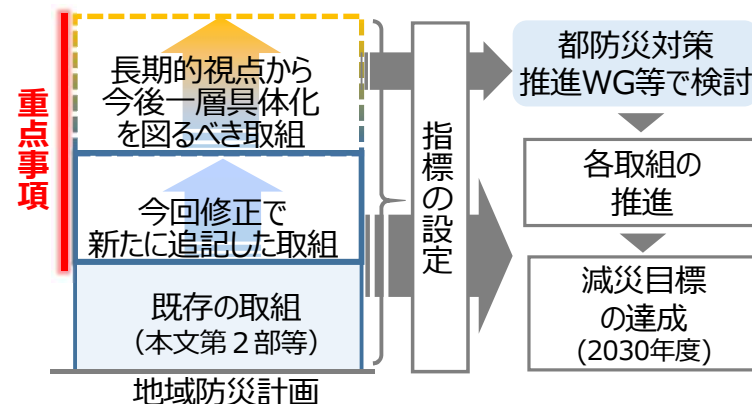 重点事項
長期的視点から
今後一層具体化
を図るべき取組
今回修正で
新たに追記した取組
既存の取組
（本文第２部等）
地域防災計画
指標の設定
都防災対策
推進WG等で検討
各取組の
推進
減災目標
の達成
(2030年度)